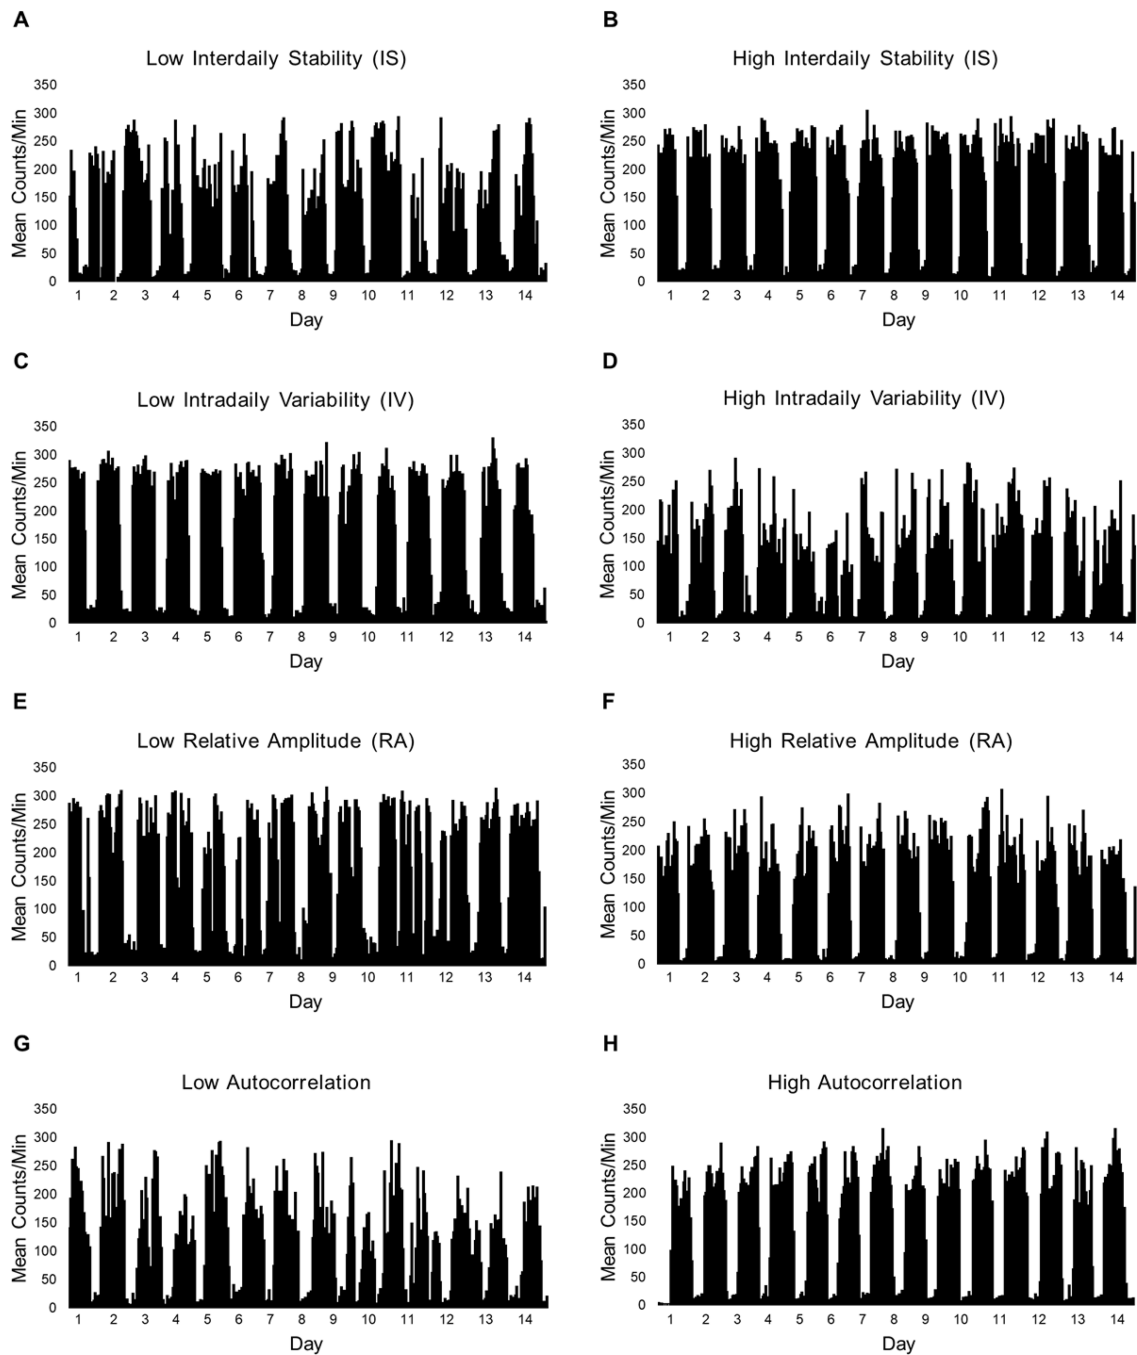 A
Low Interdaily Stability (IS)
Mean Counts/Min
350
300
250
200
150
100
50
0
1 2 3 4 5 6 7 8 9 10 11 12 13 14
Day
B
High Interdaily Stability (IS)
Mean Counts/Min
350
300
250
200
150
100
50
0
1 2 3 4 5 6 7 8 9 10 11 12 13 14
Day
C
Low Intradaily Variability (IV)
Mean Counts/Min
350
300
250
200
150
100
50
0
1 2 3 4 5 6 7 8 9 10 11 12 13 14
Day
D
High Intradaily Variability (IV)
Mean Counts/Min
350
300
250
200
150
100
50
0
1 2 3 4 5 6 7 8 9 10 11 12 13 14
Day
E
Low Relative Amplitude (RA)
Mean Counts/Min
350
300
250
200
150
100
50
0
1 2 3 4 5 6 7 8 9 10 11 12 13 14
Day
F
High Relative Amplitude (RA)
Mean Counts/Min
350
300
250
200
150
100
50
0
1 2 3 4 5 6 7 8 9 10 11 12 13 14
Day
G
Low Autocorrelation
Mean Counts/Min
350
300
250
200
150
100
50
0
1 2 3 4 5 6 7 8 9 10 11 12 13 14
Day
H
High Autocorrelation
Mean Counts/Min
350
300
250
200
150
100
50
0
1 2 3 4 5 6 7 8 9 10 11 12 13 14
Day